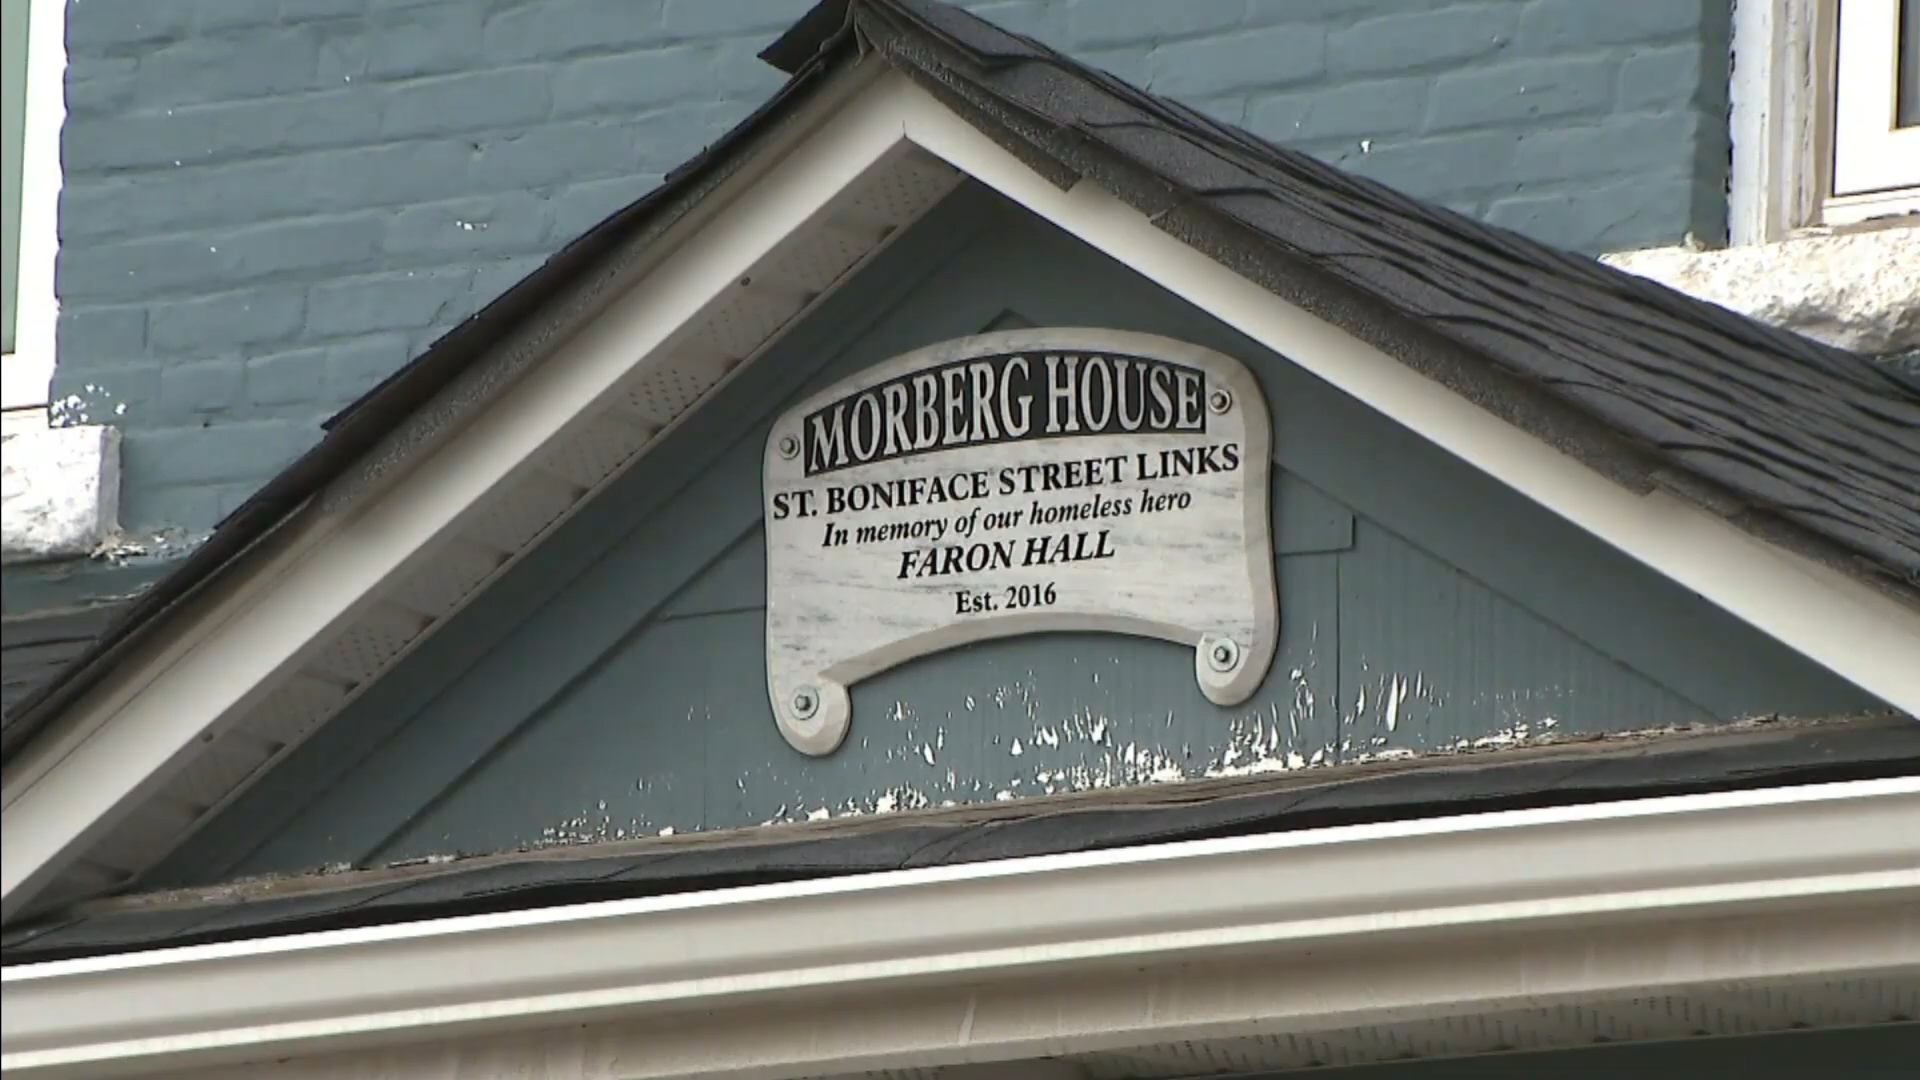 MORBERG HOUSE
ST. BONIFACE STREET LINKS
In memory of our homeless hero
FARON HALL
Est. 2016